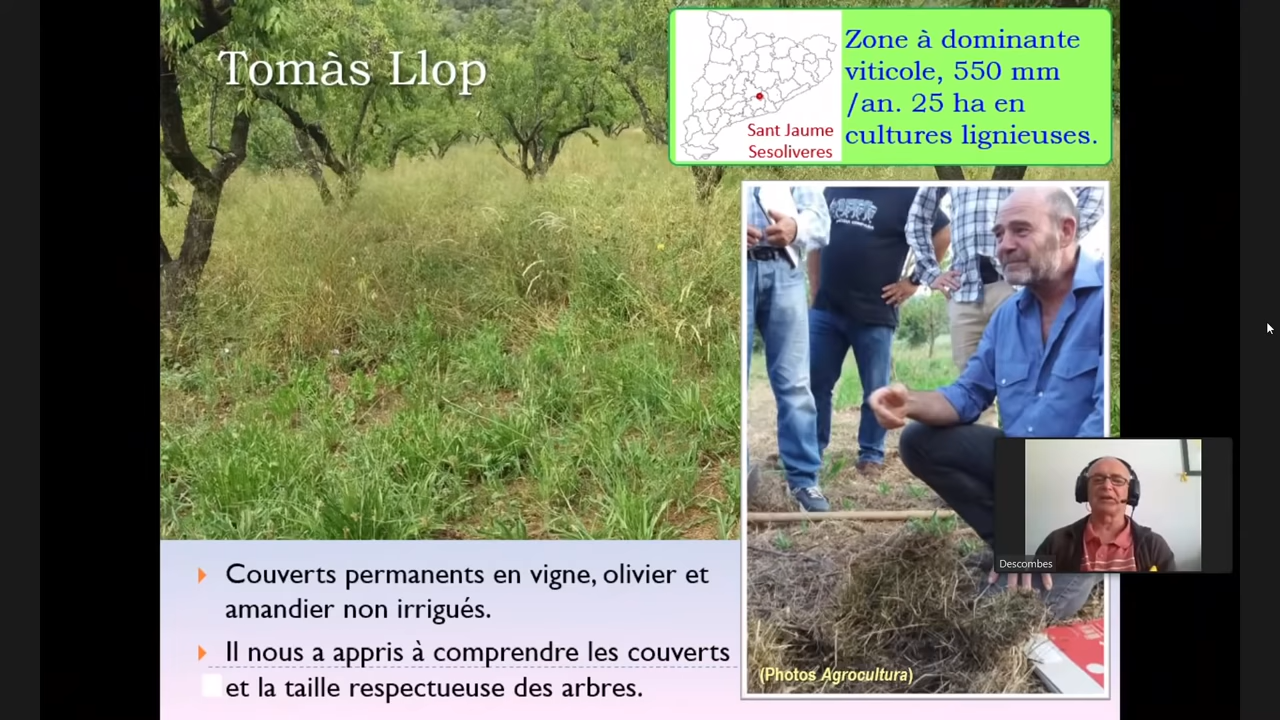 Tomàs Llop
Zone à dominante
viticole, 550 mm
/an. 25 ha en
cultures lignieuses.
Sant Jaume
Sesoliveres
Couverts permanents en vigne, olivier et
amandier non irrigués.
Il nous a appris à comprendre les couverts
et la taille respectueuse des arbres.
(Photos Agrocultura)
Descombes